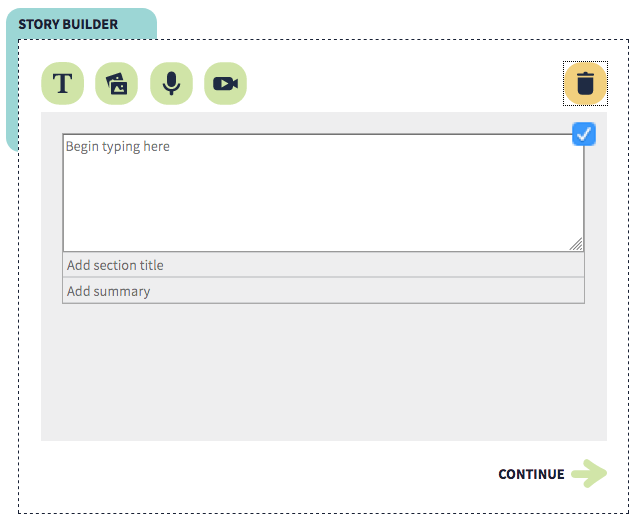 STORY BUILDER
T
Begin typing here
Add section title
Add summary
CONTINUE